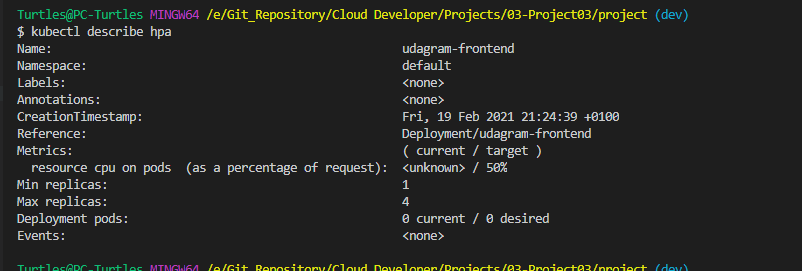 Turtles@PC-Turtles MINGW64 /e/Git_Repository/Cloud Developer/Projects/03-Project03/project (dev)
$ kubectl describe hpa
Name: udagram-frontend
Namespace: default
Labels: <none>
Annotations: <none>
CreationTimestamp: Fri, 19 Feb 2021 21:24:39 +0100
Reference: Deployment/udagram-frontend
Metrics: ( current / target )
resource cpu on pods (as a percentage of request): <unknown> / 50%
Min replicas: 1
Max replicas: 4
Deployment pods: 0 current / 0 desired
Events: <none>
Turtles@PC-Turtles MINGW64 /e/Git_Repository/Cloud Developer/Projects/03-Project03/project (dev)